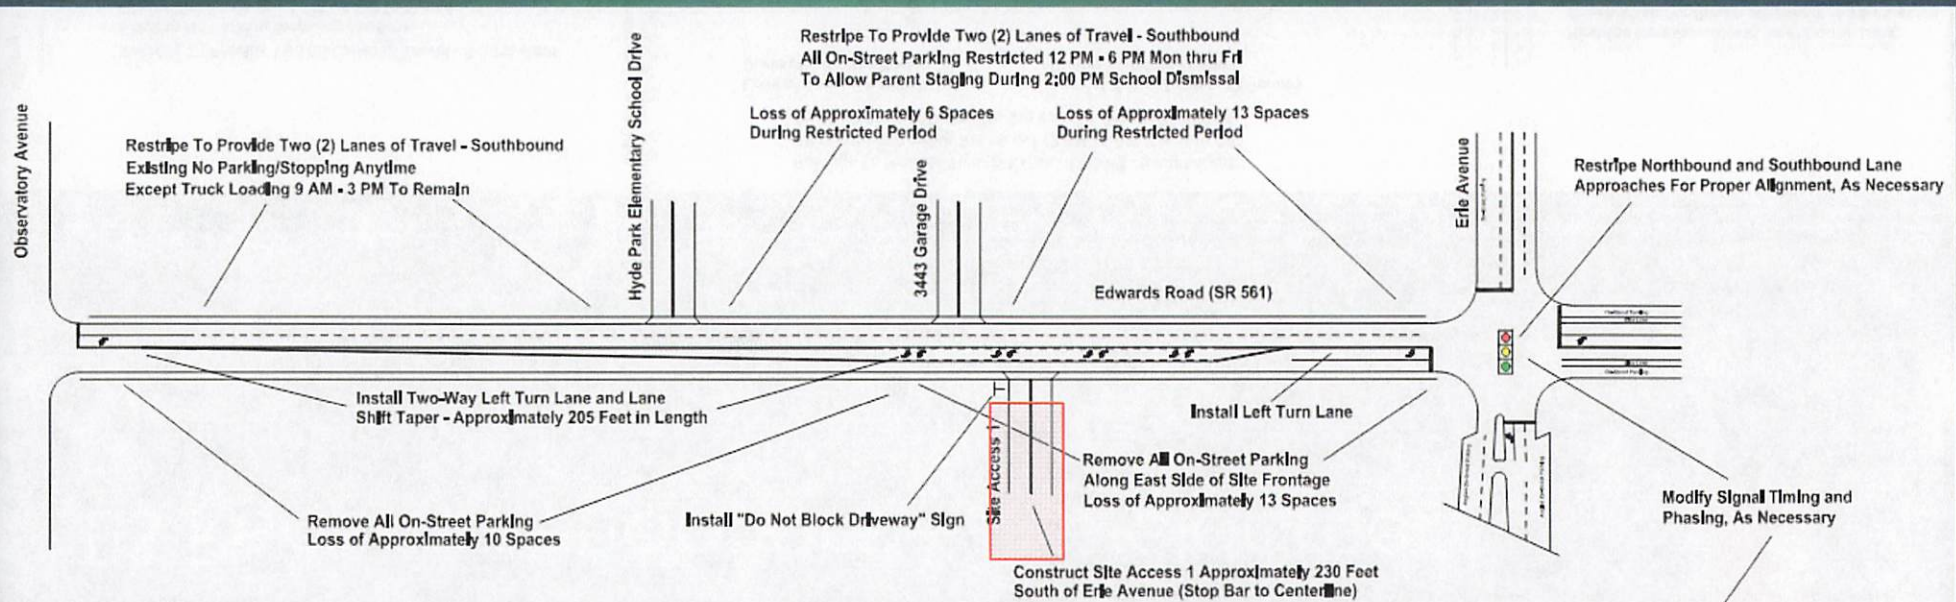 Restripe To Provide Two (2) Lanes of Travel - Southbound
All On-Street Parking Restricted 12 PM - 6 PM Mon thru Fri
To Allow Parent Staging During 2:00 PM School Dismissal
Loss of Approximately 6 Spaces
During Restricted Period
Loss of Approximately 13 Spaces
During Restricted Period
Observatory Avenue
Restripe To Provide Two (2) Lanes of Travel - Southbound
Existing No Parking/Stopping Anytime
Except Truck Loading 9 AM - 3 PM To Remain
Hyde Park Elementary School Drive
3443 Garage Drive
Erie Avenue
Restripe Northbound and Southbound Lane
Approaches For Proper Alignment, As Necessary
Edwards Road (SR 561)
Install Two-Way Left Turn Lane and Lane
Shift Taper - Approximately 205 Feet in Length
Install Left Turn Lane
Site Access 1
Remove All On-Street Parking
Along East Side of Site Frontage
Loss of Approximately 13 Spaces
Remove All On-Street Parking
Loss of Approximately 10 Spaces
Install "Do Not Block Driveway" Sign
Modify Signal Timing and
Phasing, As Necessary
Construct Site Access 1 Approximately 230 Feet
South of Erie Avenue (Stop Bar to Centerline)